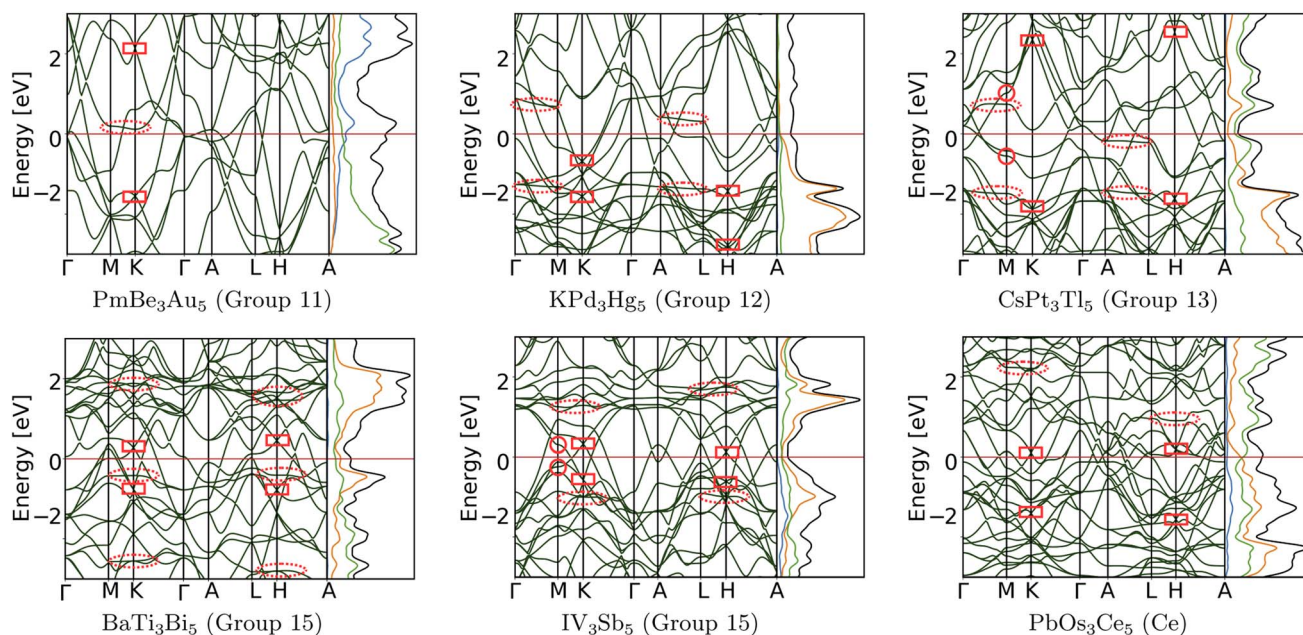 Energy [eV]
2
0
−2
Γ M K Γ A L H A
PmBe₃Au₅ (Group 11)
Energy [eV]
2
0
−2
Γ M K Γ A L H A
KPd₃Hg₅ (Group 12)
Energy [eV]
2
0
−2
Γ M K Γ A L H A
CsPt₃Tl₅ (Group 13)
Energy [eV]
2
0
−2
Γ M K Γ A L H A
BaTi₃Bi₅ (Group 15)
Energy [eV]
2
0
−2
Γ M K Γ A L H A
IV₃Sb₅ (Group 15)
Energy [eV]
2
0
−2
Γ M K Γ A L H A
PbOs₃Ce₅ (Ce)